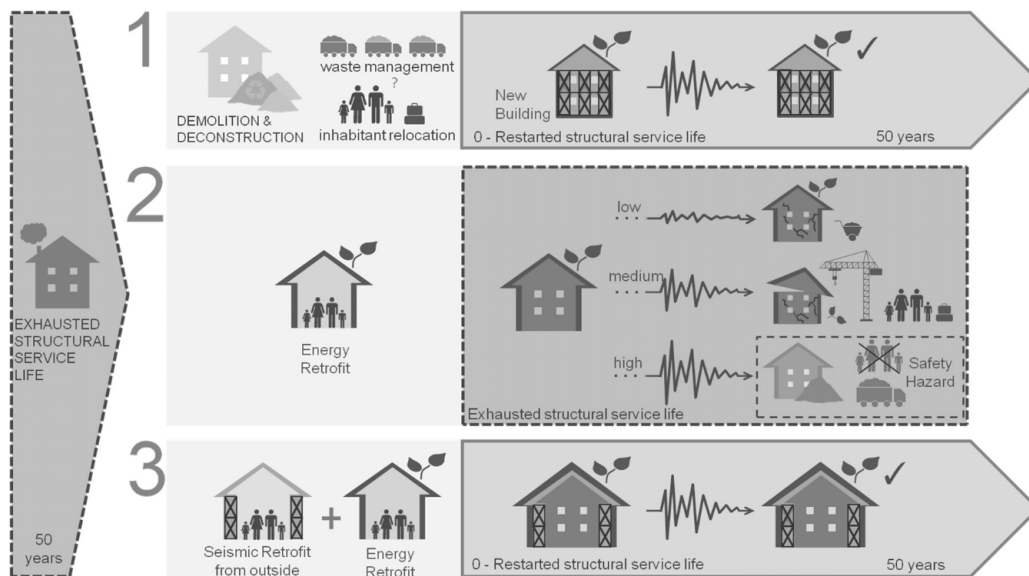 EXHAUSTED
STRUCTURAL
SERVICE
LIFE
50
years
1
DEMOLITION &
DECONSTRUCTION
waste management
?
inhabitant relocation
New
Building
0 - Restarted structural service life
50 years
2
Energy
Retrofit
low
medium
high
Safety
Hazard
Exhausted structural service life
3
Seismic Retrofit
from outside
+
Energy
Retrofit
0 - Restarted structural service life
50 years